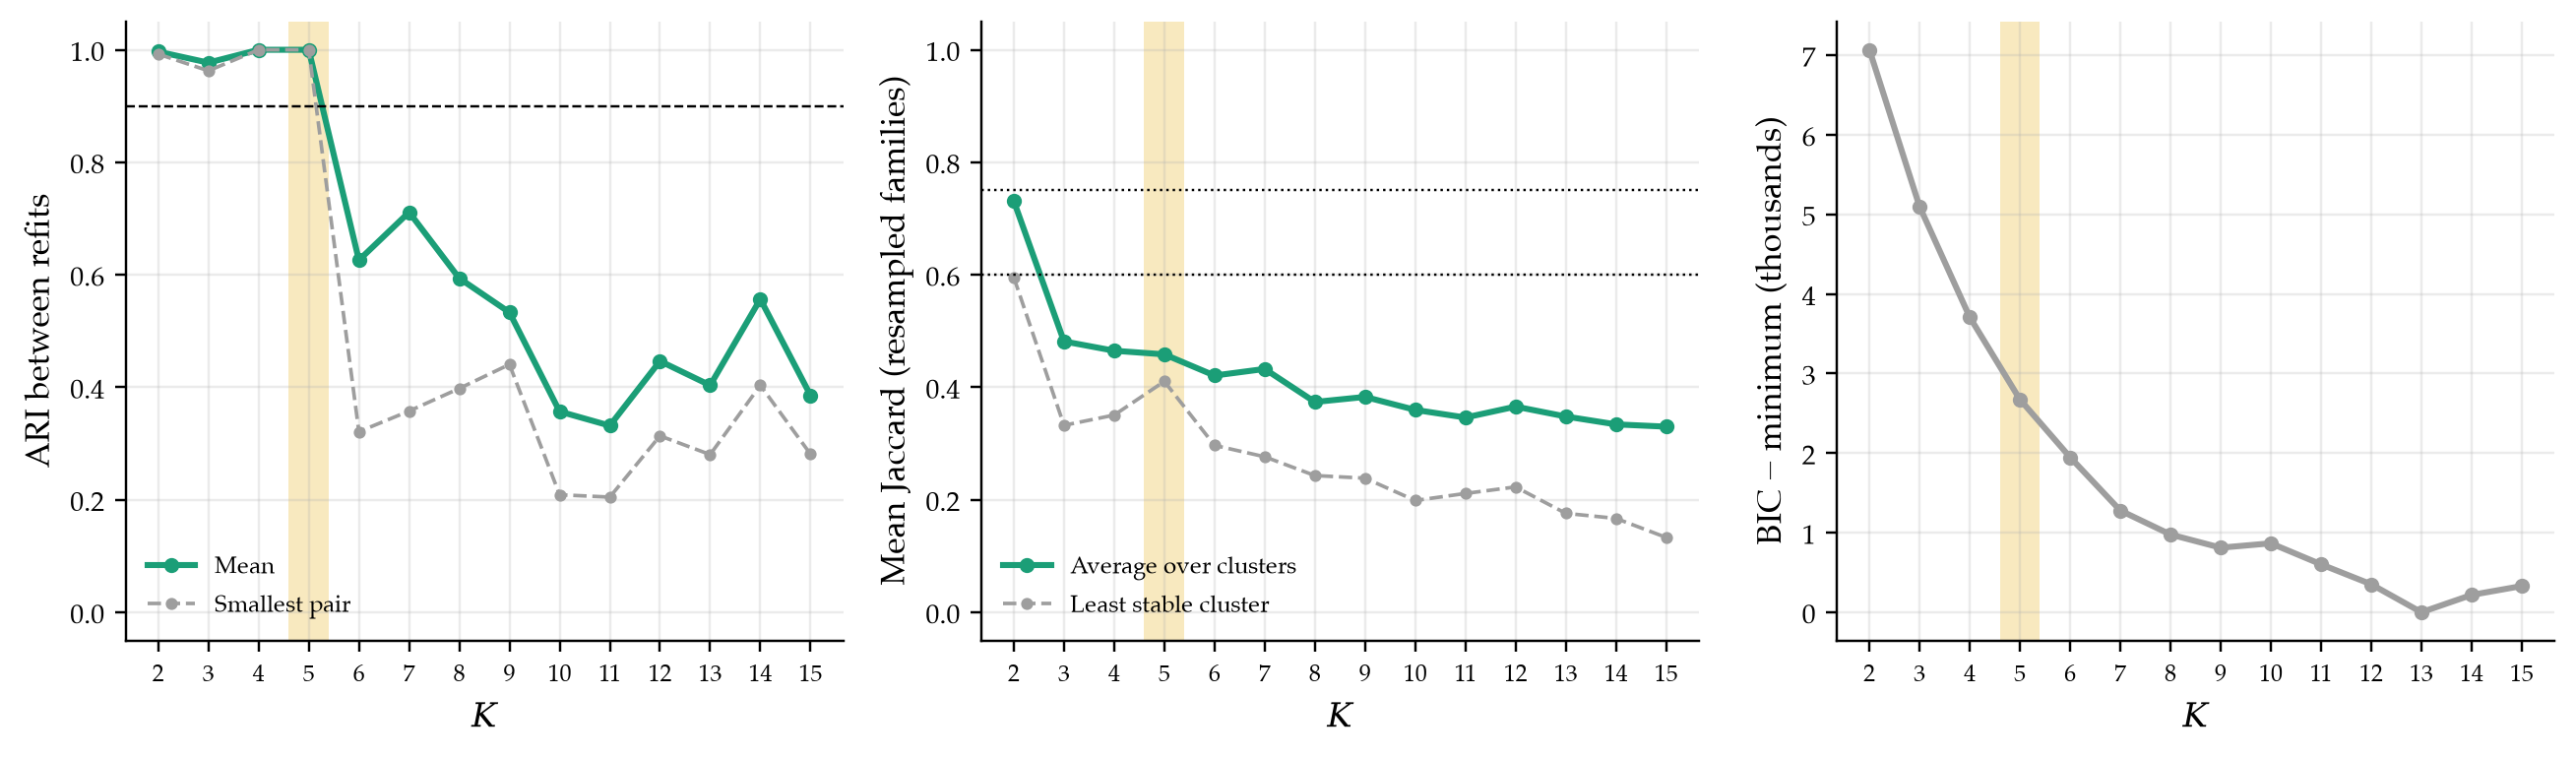 ARI between refits
1.0
0.8
0.6
0.4
0.2
0.0
Mean
Smallest pair
2 3 4 5 6 7 8 9 10 11 12 13 14 15
K
Mean Jaccard (resampled families)
1.0
0.8
0.6
0.4
0.2
0.0
Average over clusters
Least stable cluster
2 3 4 5 6 7 8 9 10 11 12 13 14 15
K
BIC − minimum (thousands)
7
6
5
4
3
2
1
0
2 3 4 5 6 7 8 9 10 11 12 13 14 15
K